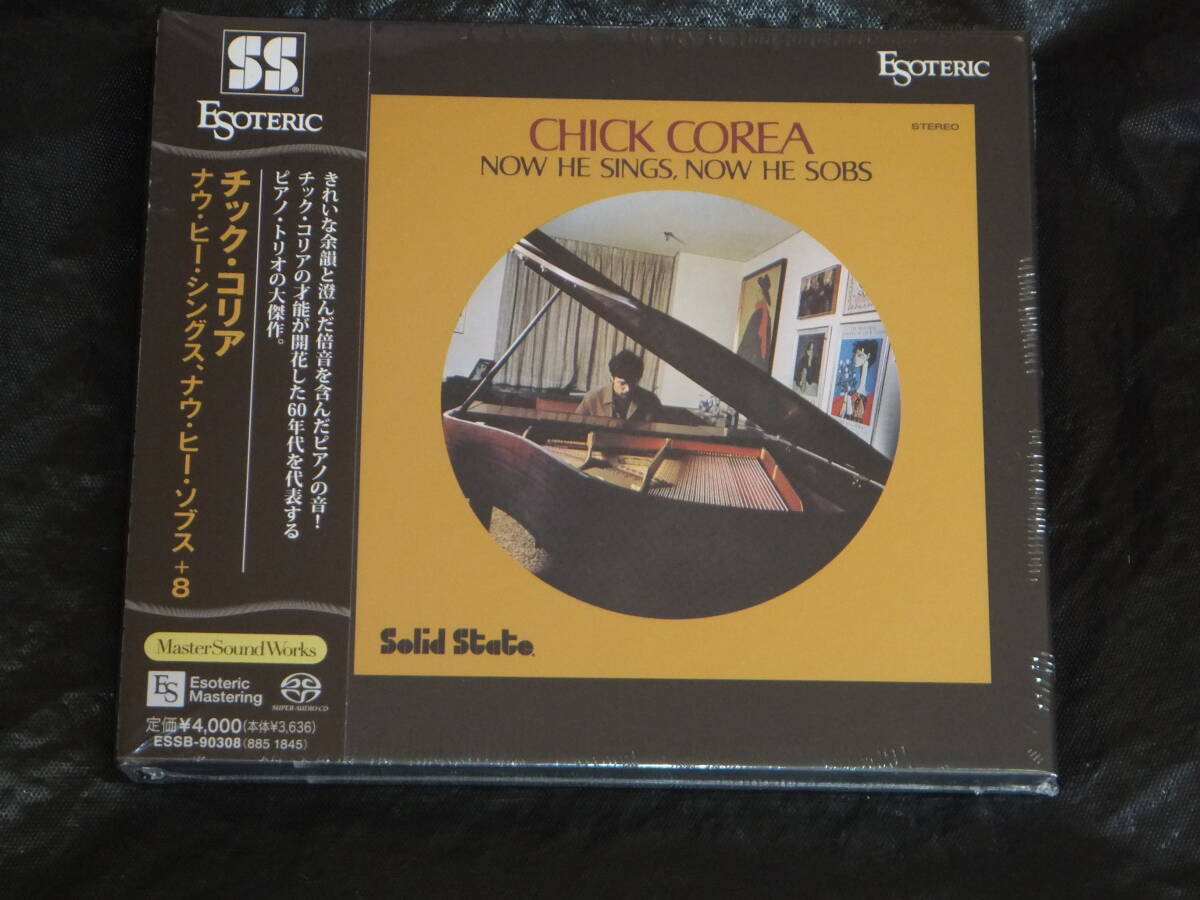 SS®
ESOTERIC
チック・コリア
ナウ・ヒー・シングス、ナウ・ヒー・ソブス +8
きれいな余韻と澄んだ倍音を含んだピアノの音!
チック・コリアの才能が開花した60年代を代表する
ピアノ・トリオの大傑作。
MasterSoundWorks
ES Esoteric
Mastering
SUPER AUDIO CD
定価¥4,000(本体¥3,636)
ESSB-90308(885 1845)
ESOTERIC
STEREO
CHICK COREA
NOW HE SINGS, NOW HE SOBS
Solid State